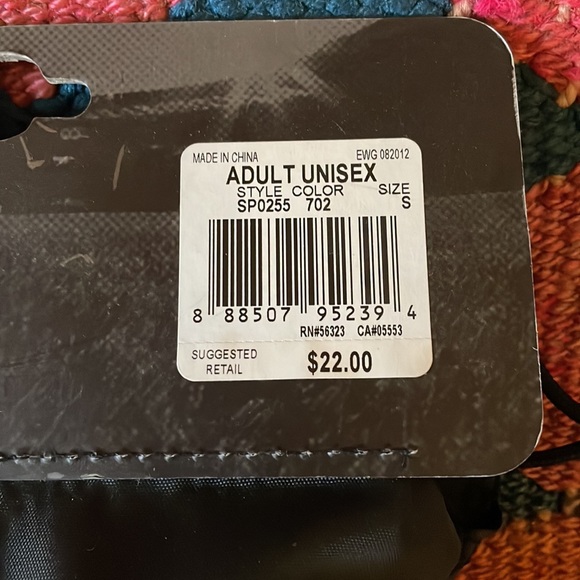 MADE IN CHINA EWG 082012
ADULT UNISEX
STYLE COLOR SIZE
SP0255 702 S
8 88507 95239 4
RN#56323 CA#05553
SUGGESTED
RETAIL $22.00